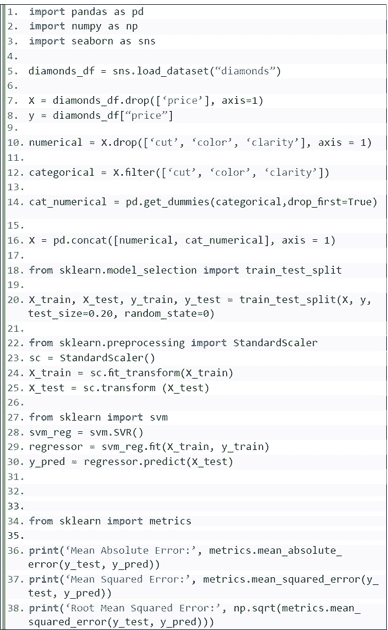 1. import pandas as pd
2. import numpy as np
3. import seaborn as sns
4.
5. diamonds_df = sns.load_dataset(“diamonds”)
6.
7. X = diamonds_df.drop([‘price’], axis=1)
8. y = diamonds_df[“price”]
9.
10. numerical = X.drop([‘cut’, ‘color’, ‘clarity’], axis = 1)
11.
12. categorical = X.filter([‘cut’, ‘color’, ‘clarity’])
13.
14. cat_numerical = pd.get_dummies(categorical,drop_first=True)
15.
16. X = pd.concat([numerical, cat_numerical], axis = 1)
17.
18. from sklearn.model_selection import train_test_split
19.
20. X_train, X_test, y_train, y_test = train_test_split(X, y,
test_size=0.20, random_state=0)
21.
22. from sklearn.preprocessing import StandardScaler
23. sc = StandardScaler()
24. X_train = sc.fit_transform(X_train)
25. X_test = sc.transform (X_test)
26.
27. from sklearn import svm
28. svm_reg = svm.SVR()
29. regressor = svm_reg.fit(X_train, y_train)
30. y_pred = regressor.predict(X_test)
31.
32.
33.
34. from sklearn import metrics
35.
36. print(‘Mean Absolute Error:’, metrics.mean_absolute_
error(y_test, y_pred))
37. print(‘Mean Squared Error:’, metrics.mean_squared_error(y_
test, y_pred))
38. print(‘Root Mean Squared Error:’, np.sqrt(metrics.mean_
squared_error(y_test, y_pred)))